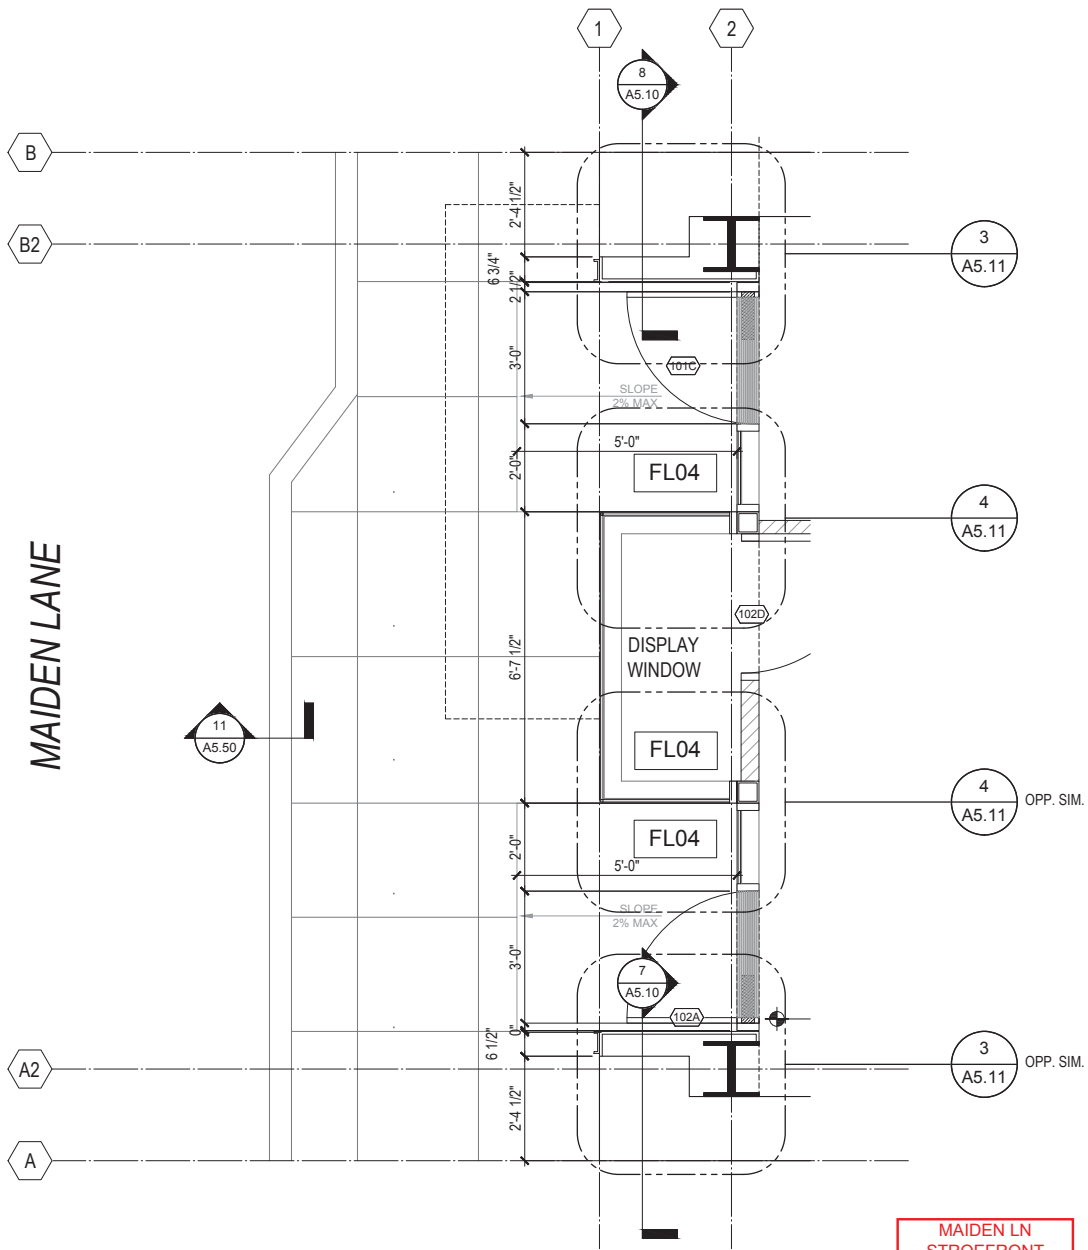 1
2
8
A5.10
B
2'-4 1/2"
B2
3
A5.11
6 3/4"
2 1/2"
3'-0"
101C
SLOPE
2% MAX
5'-0"
2'-0"
FL04
4
A5.11
102D
MAIDEN LANE
DISPLAY
WINDOW
6'-7 1/2"
11
A5.50
FL04
4
A5.11
OPP. SIM.
FL04
2'-0"
5'-0"
SLOPE
2% MAX
3'-0"
7
A5.10
102A
6 1/2"
0"
3
A5.11
OPP. SIM.
A2
2'-4 1/2"
A
MAIDEN LN
STROEFRONT